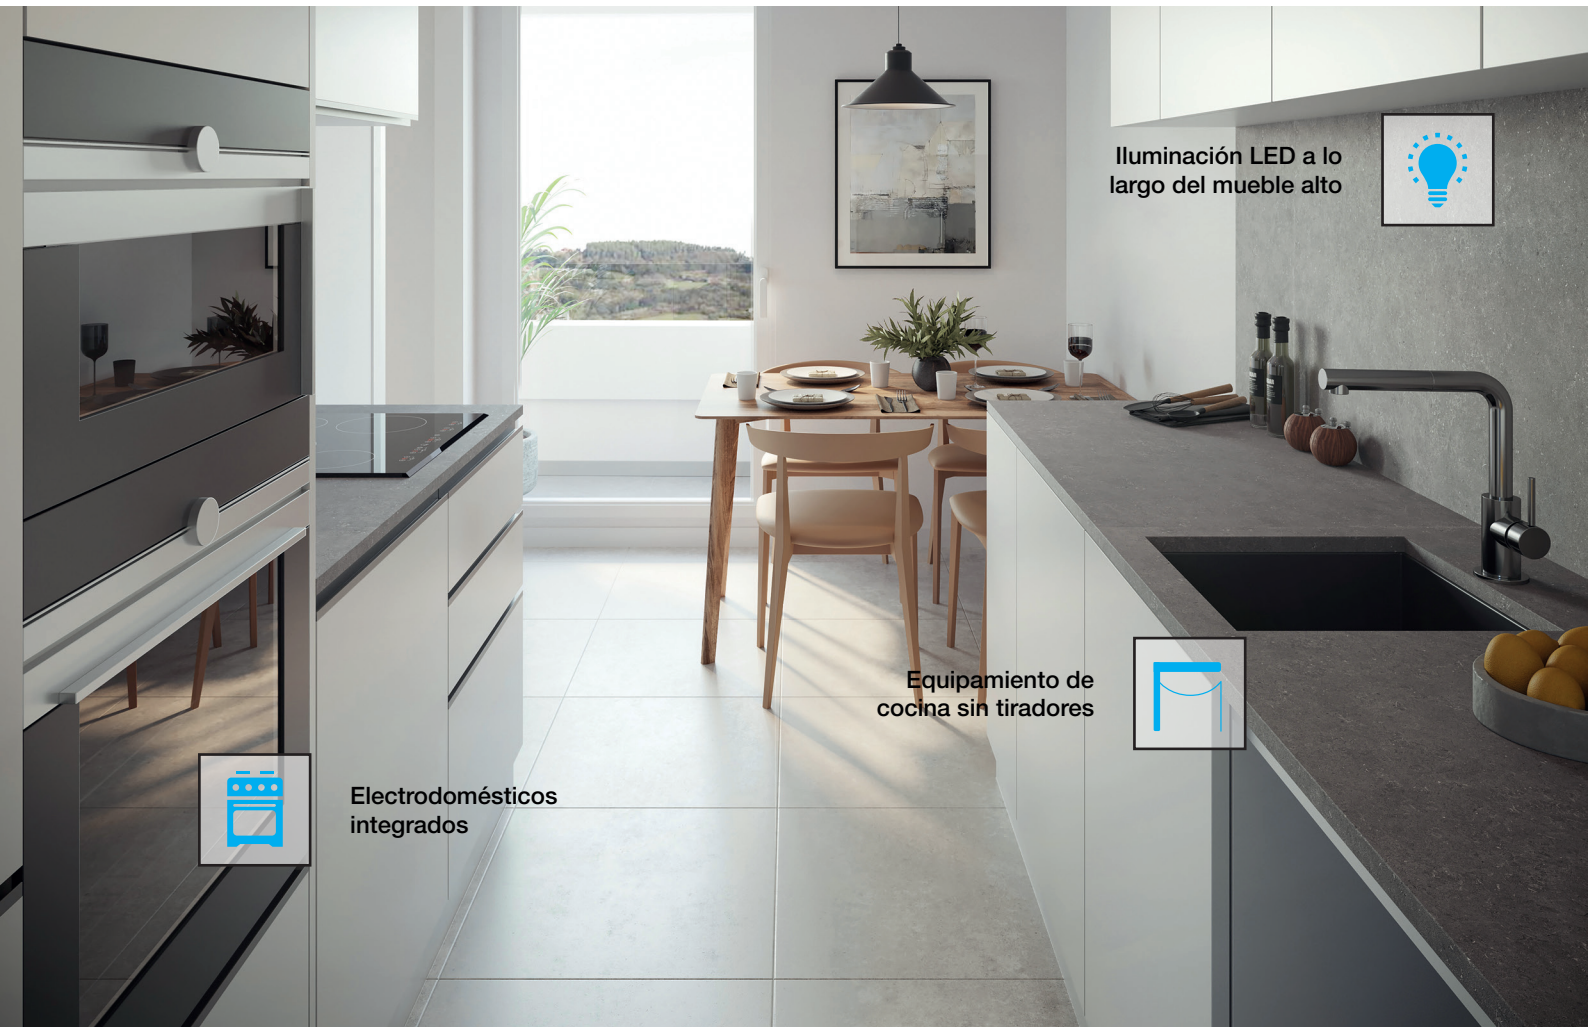 Iluminación LED a lo
largo del mueble alto
Equipamiento de
cocina sin tiradores
Electrodomésticos
integrados